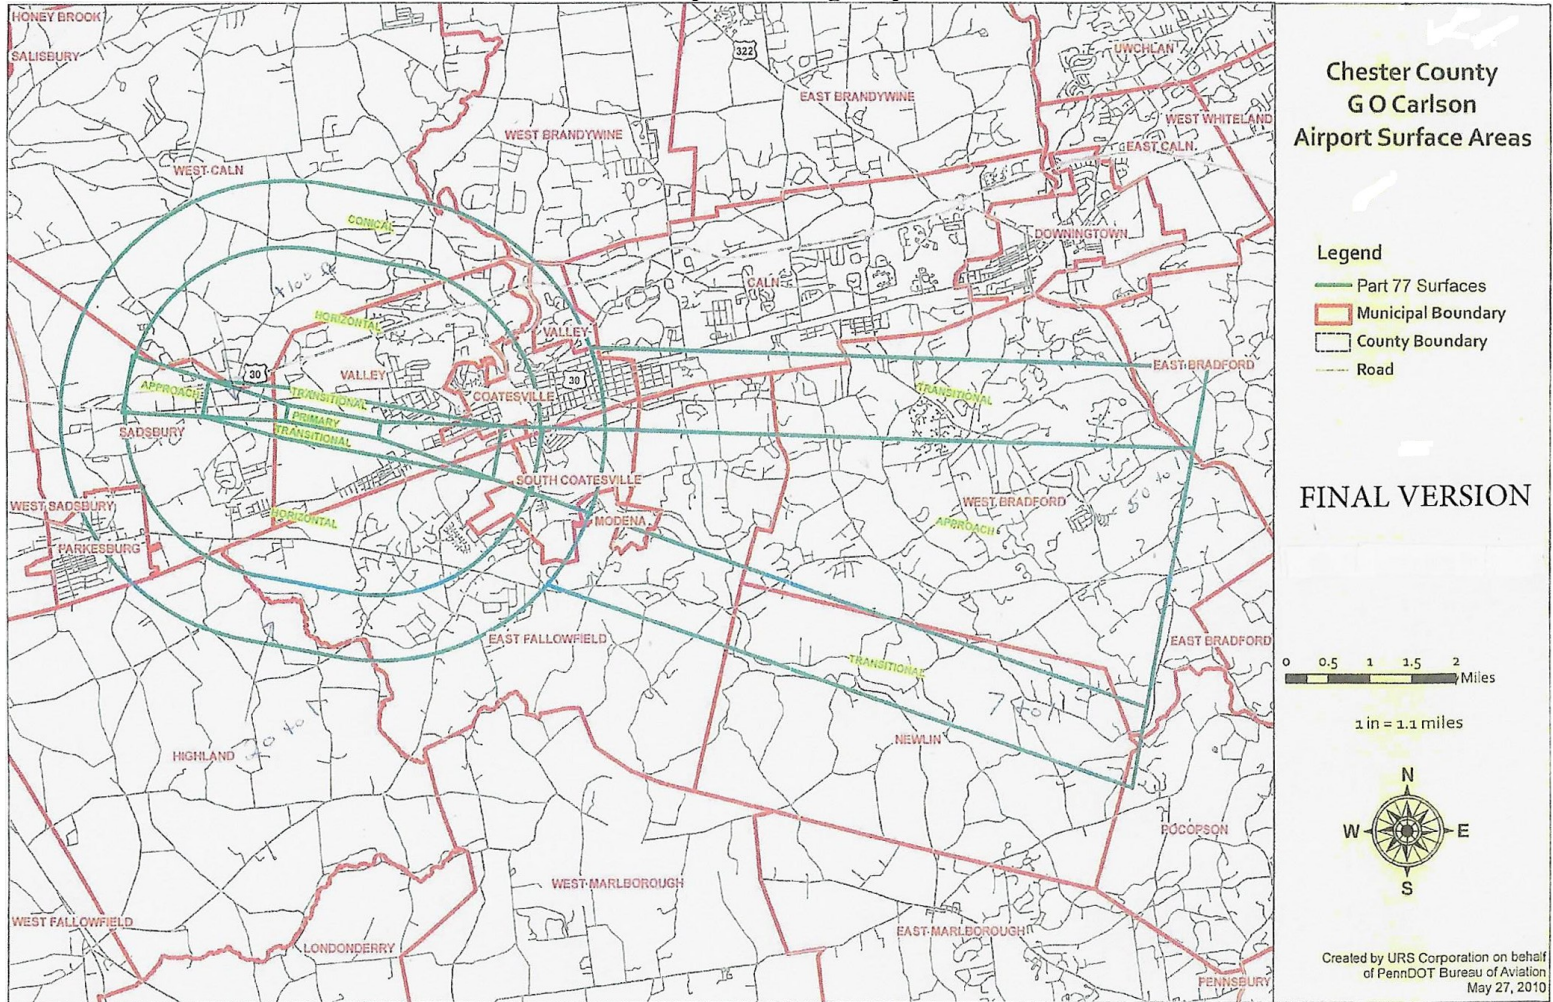 HONEY BROOK
322
UWCHLAN
SALISBURY
EAST BRANDYWINE
WEST WHITELAND
WEST BRANDYWINE
EAST CALN
WEST CALN
CONICAL
DOWNINGTOWN
CALN
HORIZONTAL
VALLEY
30
VALLEY
30
EAST BRADFORD
APPROACH
TRANSITIONAL
COATESVILLE
TRANSITIONAL
PRIMARY
SADSBURY
TRANSITIONAL
SOUTH COATESVILLE
WEST SADSBURY
HORIZONTAL
MODENA
WEST BRADFORD
APPROACH
PARKESBURG
EAST FALLOWFIELD
EAST BRADFORD
TRANSITIONAL
HIGHLAND
NEWLIN
POCOPSON
WEST MARLBOROUGH
WEST FALLOWFIELD
LONDONDERRY
EAST MARLBOROUGH
PENNSBURY
Chester County
G O Carlson
Airport Surface Areas
Legend
Part 77 Surfaces
Municipal Boundary
County Boundary
Road
FINAL VERSION
0 0.5 1 1.5 2
Miles
1 in = 1.1 miles
N
W E
S
Created by URS Corporation on behalf
of PennDOT Bureau of Aviation
May 27, 2010